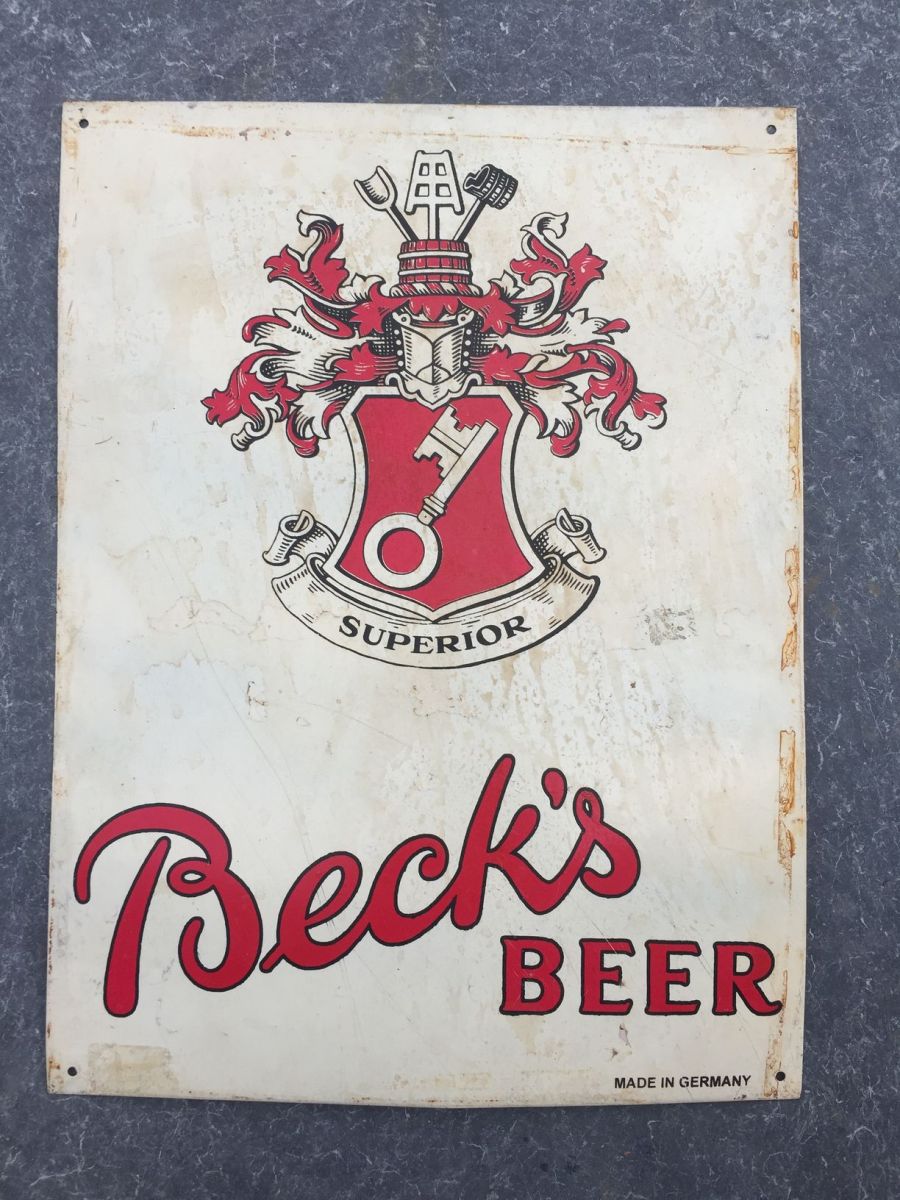 SUPERIOR
Beck's
BEER
MADE IN GERMANY